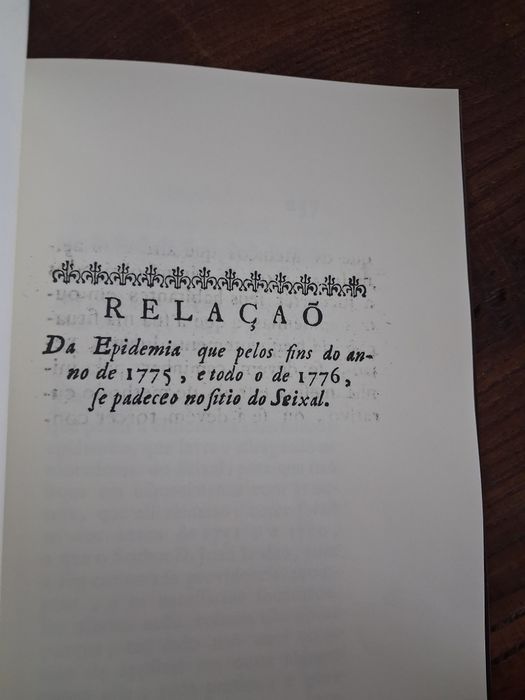 RELAÇAÕ
Da Epidemia que pelos fins do an-
no de 1775, e todo o de 1776,
ſe padeceo no ſitio do Seixal.